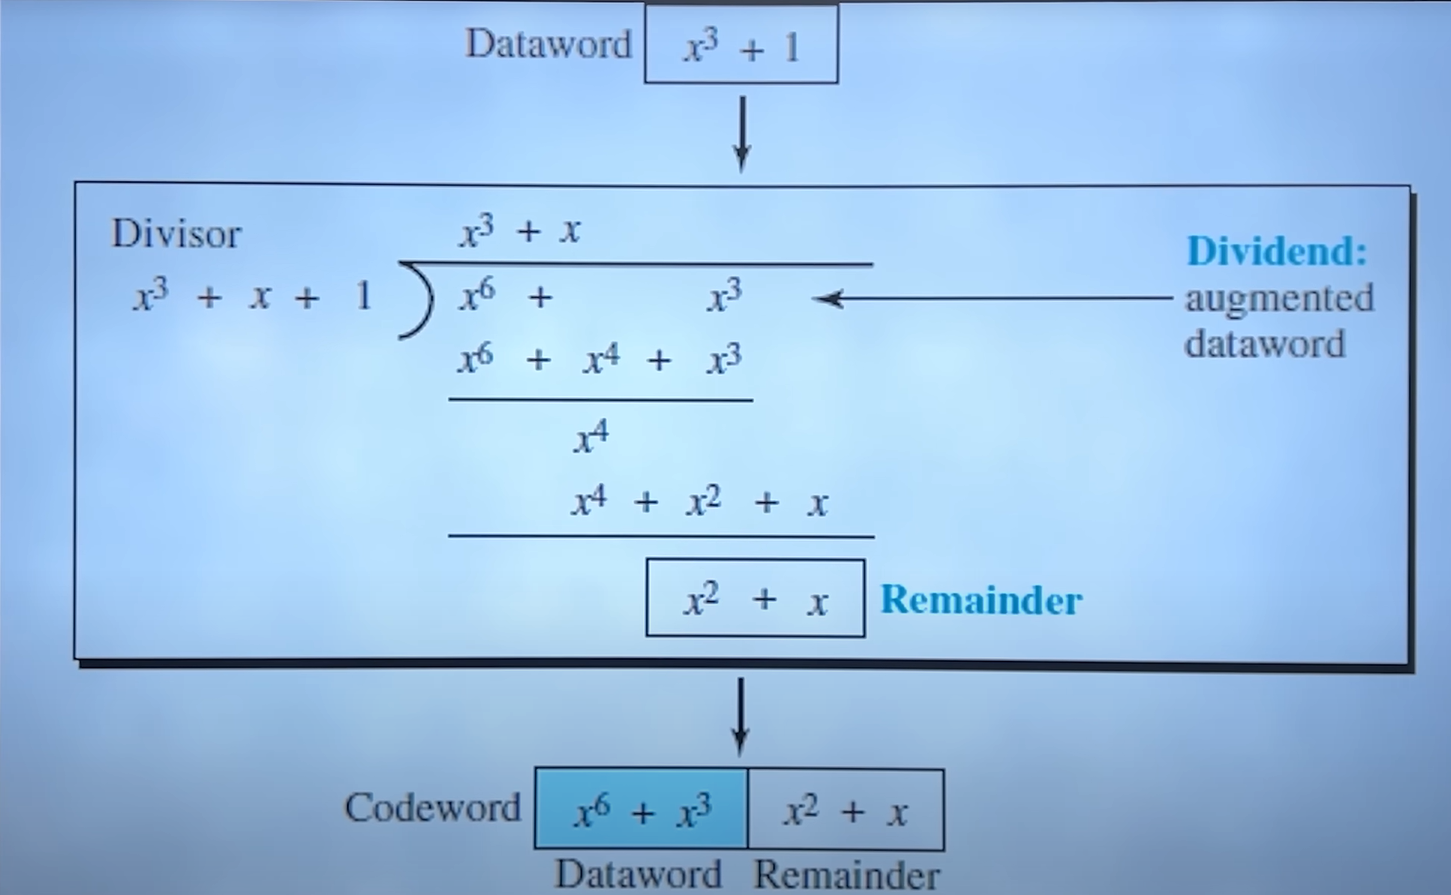 Dataword x³ + 1
Divisor
x³ + x
Dividend:
x³ + x + 1 x⁶ + x³ augmented
dataword
x⁶ + x⁴ + x³
x⁴
x⁴ + x² + x
x² + x Remainder
Codeword x⁶ + x³ x² + x
Dataword Remainder